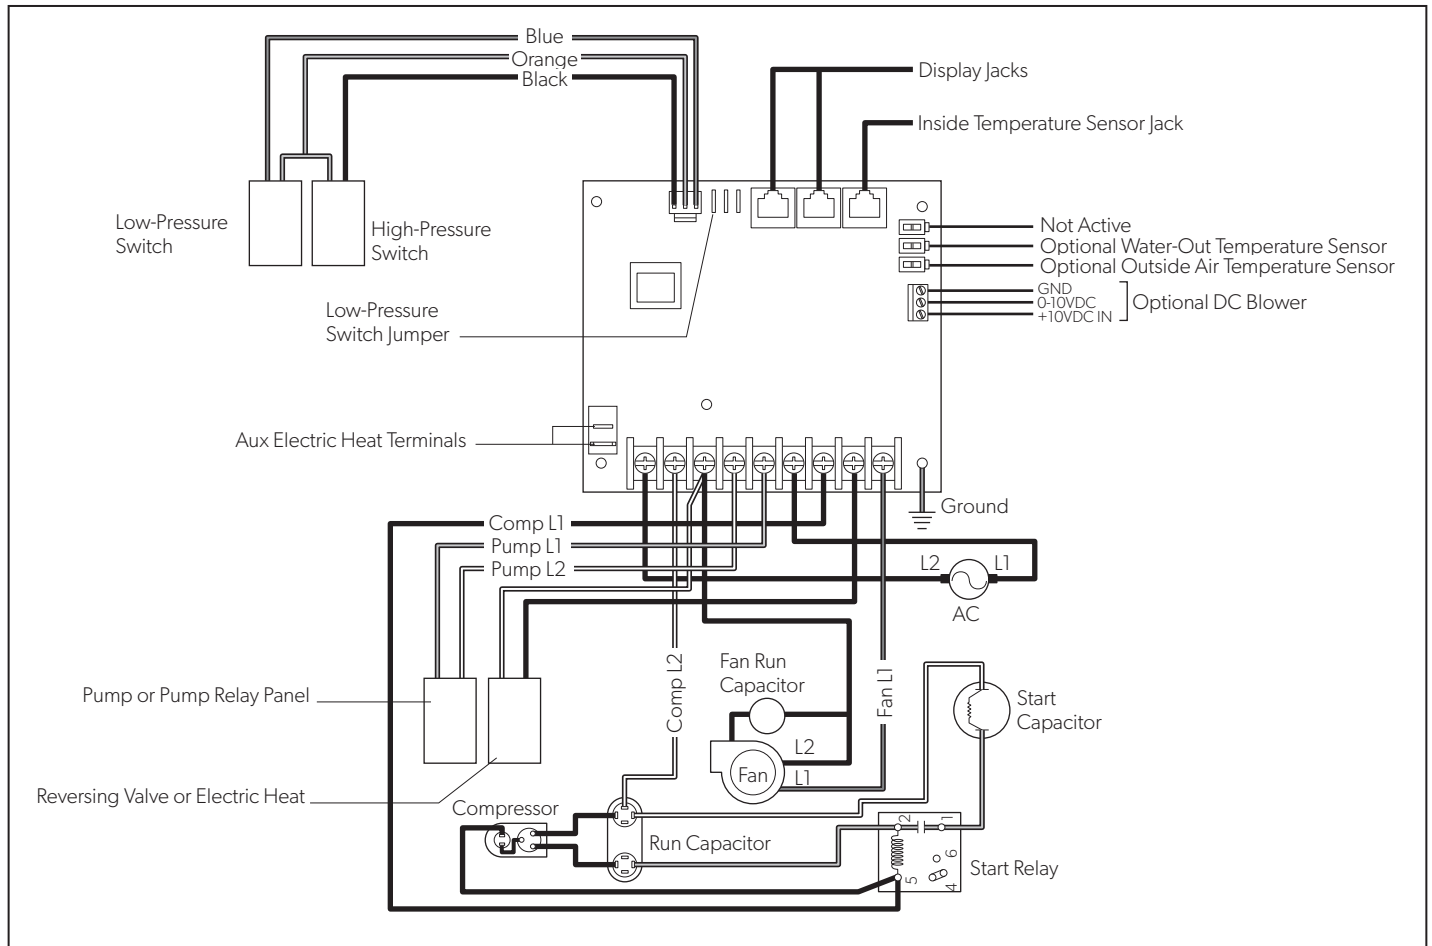 Blue
Orange
Black
Display Jacks
Inside Temperature Sensor Jack
Low-Pressure
Switch
High-Pressure
Switch
Not Active
Optional Water-Out Temperature Sensor
Optional Outside Air Temperature Sensor
GND
0-10VDC
+10VDC IN
Optional DC Blower
Low-Pressure
Switch Jumper
Aux Electric Heat Terminals
Ground
Comp L1
Pump L1
Pump L2
L2
L1
AC
Comp L2
Fan Run
Capacitor
Fan L1
Start
Capacitor
Pump or Pump Relay Panel
L2
L1
Fan
Reversing Valve or Electric Heat
Compressor
Run Capacitor
2
1
6
5
4
Start Relay